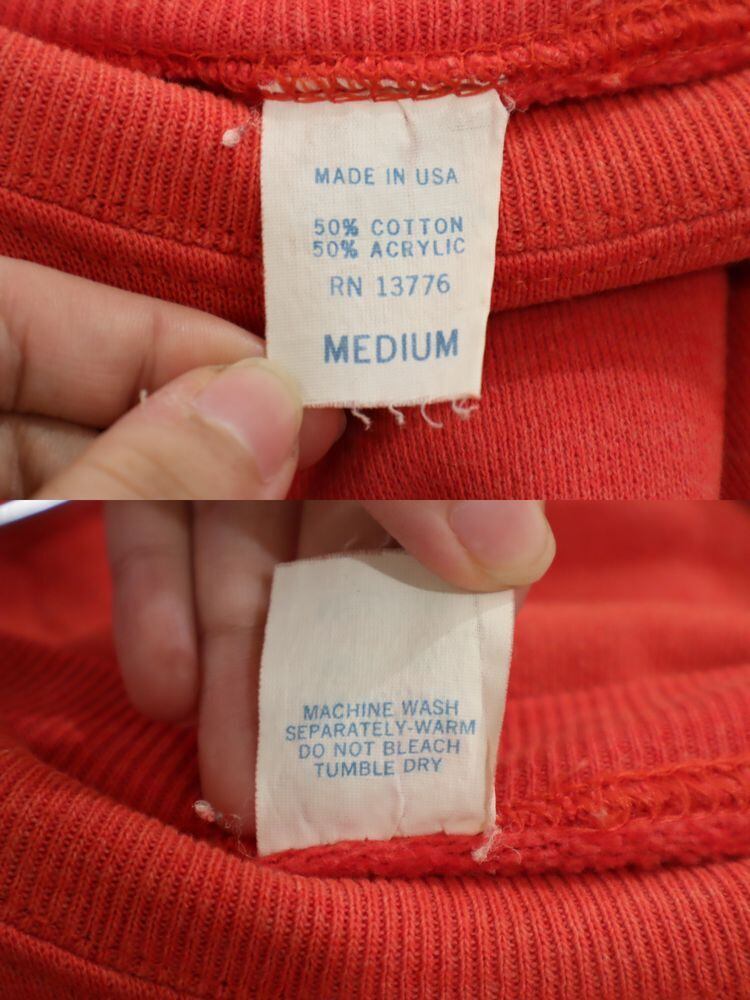 MADE IN USA
50% COTTON
50% ACRYLIC
RN 13776
MEDIUM
MACHINE WASH
SEPARATELY-WARM
DO NOT BLEACH
TUMBLE DRY